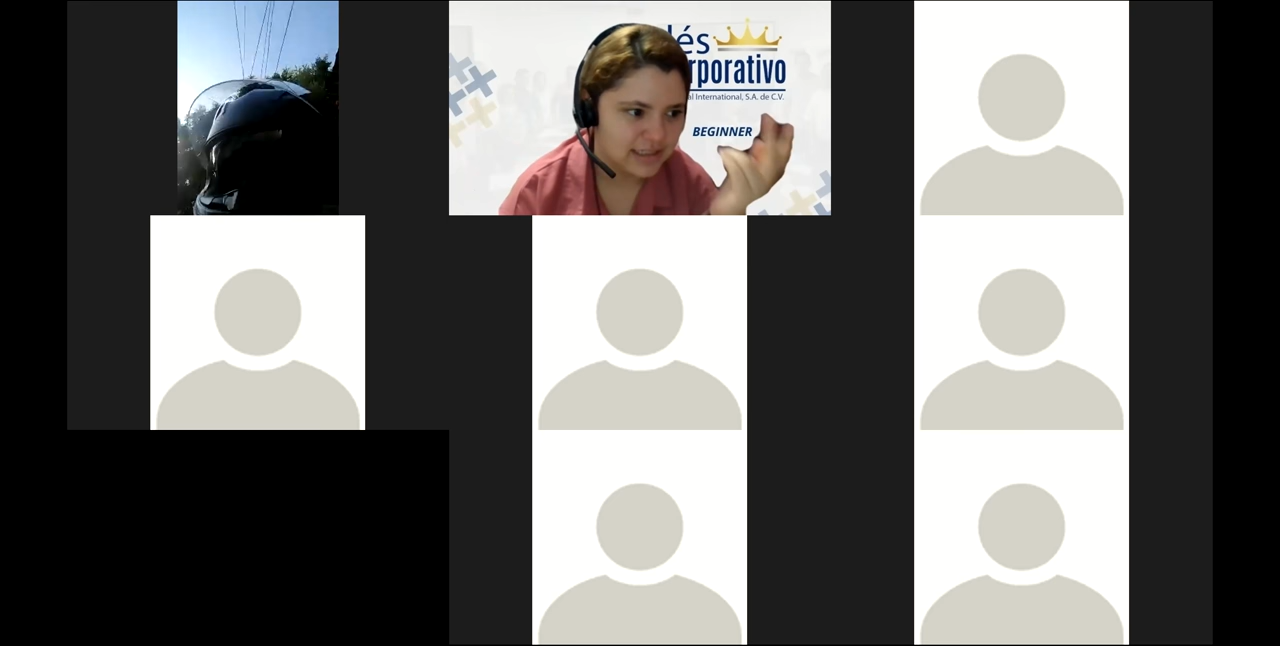 lés
rporativo
al International, S.A. de C.V.
BEGINNER